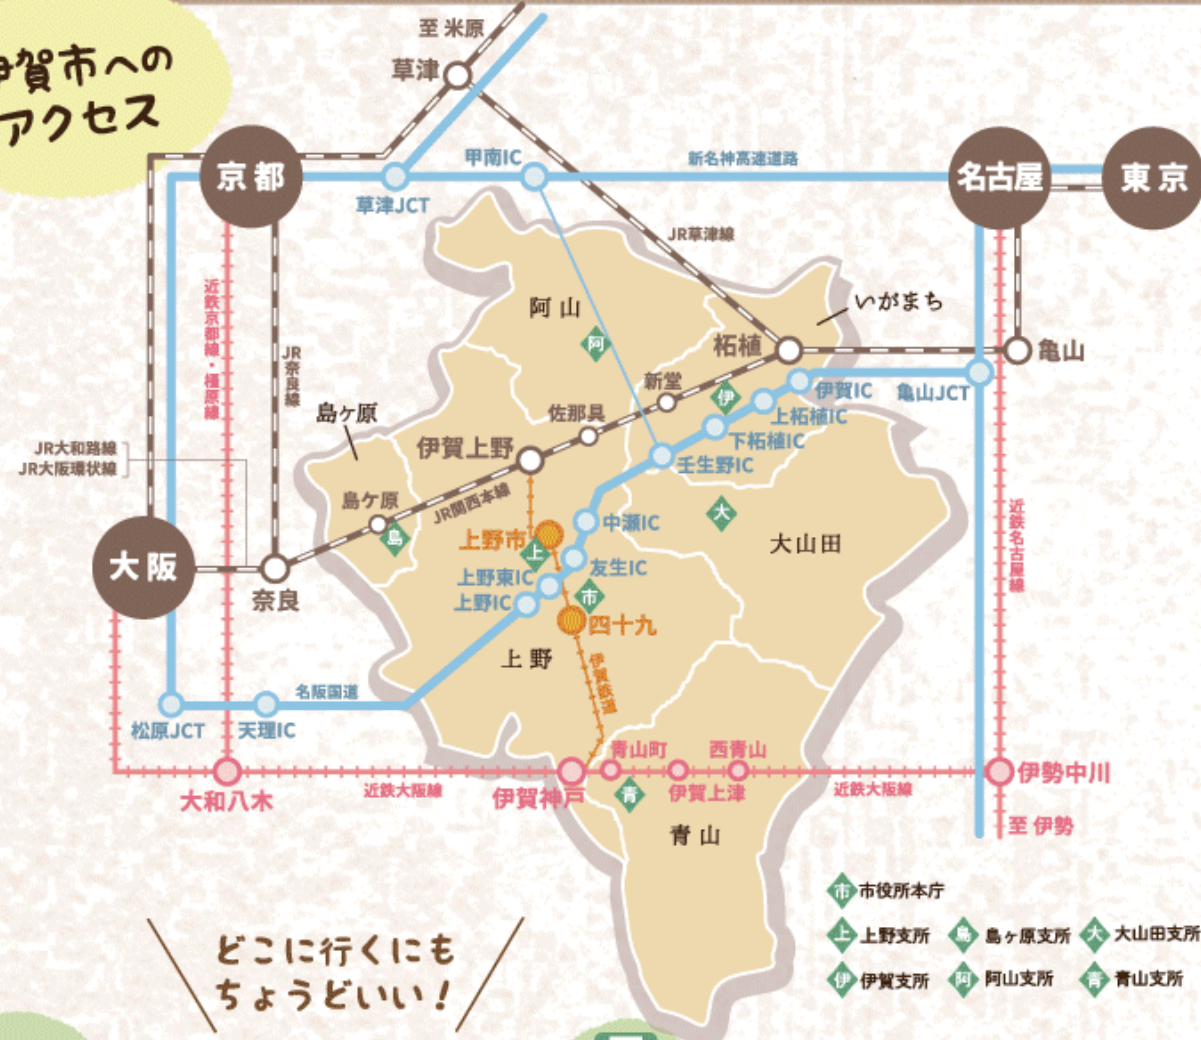 伊賀市への
アクセス
至 米原
草津
京都
甲南IC
新名神高速道路
名古屋
東京
草津JCT
JR草津線
近鉄京都線・橿原線
JR奈良線
阿山
いがまち
阿
柘植
亀山
新堂
伊
伊賀IC
亀山JCT
島ヶ原
佐那具
上柘植IC
伊賀上野
下柘植IC
JR大和路線
JR大阪環状線
壬生野IC
島ケ原
JR関西本線
大
中瀬IC
近鉄名古屋線
島
上野市
大山田
上
大阪
友生IC
上野東IC
奈良
上野IC
市
四十九
上野
伊賀鉄道
名阪国道
松原JCT
天理IC
青山町
西青山
伊勢中川
大和八木
近鉄大阪線
伊賀神戸
伊賀上津
近鉄大阪線
青
至 伊勢
青山
市 市役所本庁
上 上野支所
島 島ヶ原支所
大 大山田支所
伊 伊賀支所
阿 阿山支所
青 青山支所
どこに行くにも
ちょうどいい！